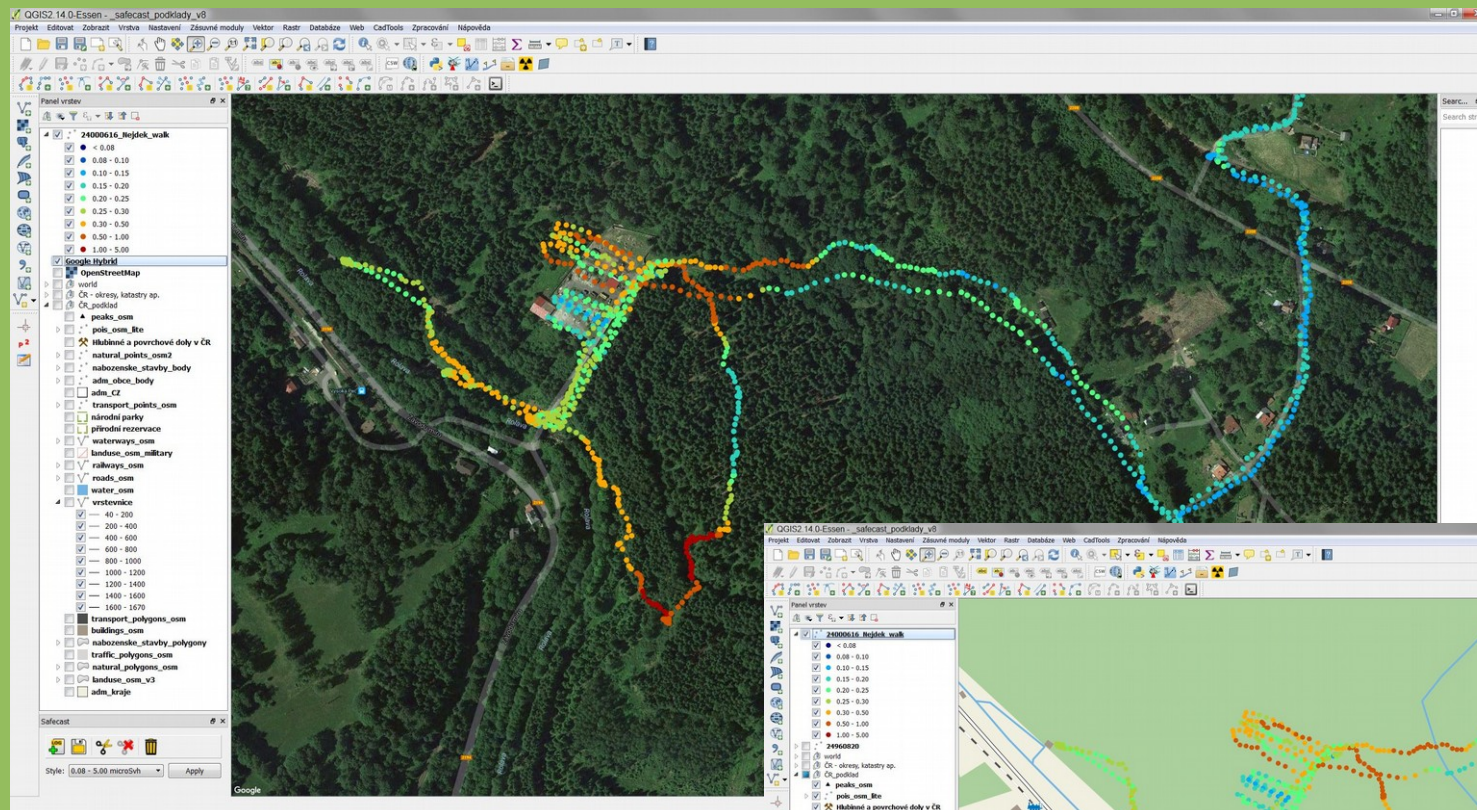 QGIS2.14.0-Essen - _safecast_podklady_v8
Projekt Editovat Zobrazit Vrstva Nastavení Zásuvné moduly Vektor Rastr Databáze Web CadTools Zpracování Nápověda
Panel vrstev
24000616_Nejdek_walk
< 0.08
0.08 - 0.10
0.10 - 0.15
0.15 - 0.20
0.20 - 0.25
0.25 - 0.30
0.30 - 0.50
0.50 - 1.00
1.00 - 5.00
Google Hybrid
OpenStreetMap
world
ČR - okresy, katastry ap.
ČR_podklad
peaks_osm
pois_osm_lite
Hlubinné a povrchové doly v ČR
natural_points_osm2
nabozenske_stavby_body
adm_obce_body
adm_CZ
transport_points_osm
národní parky
přírodní rezervace
waterways_osm
landuse_osm_military
railways_osm
roads_osm
water_osm
vrstevnice
40 - 200
200 - 400
400 - 600
600 - 800
800 - 1000
1000 - 1200
1200 - 1400
1400 - 1600
1600 - 1670
transport_polygons_osm
buildings_osm
nabozenske_stavby_polygony
traffic_polygons_osm
natural_polygons_osm
landuse_osm_v3
adm_kraje
Safecast
Style: 0.08 - 5.00 microSvh Apply
Google
Rolava
Searc...
Search str
QGIS2.14.0-Essen - _safecast_podklady_v8
Projekt Editovat Zobrazit Vrstva Nastavení Zásuvné moduly Vektor Rastr Databáze Web CadTools Zpracování Nápověda
Panel vrstev
24000616_Nejdek_walk
< 0.08
0.08 - 0.10
0.10 - 0.15
0.15 - 0.20
0.20 - 0.25
0.25 - 0.30
0.30 - 0.50
0.50 - 1.00
1.00 - 5.00
24960820
world
ČR - okresy, katastry ap.
ČR_podklad
peaks_osm
pois_osm_lite
Hlubinné a povrchové doly v ČR